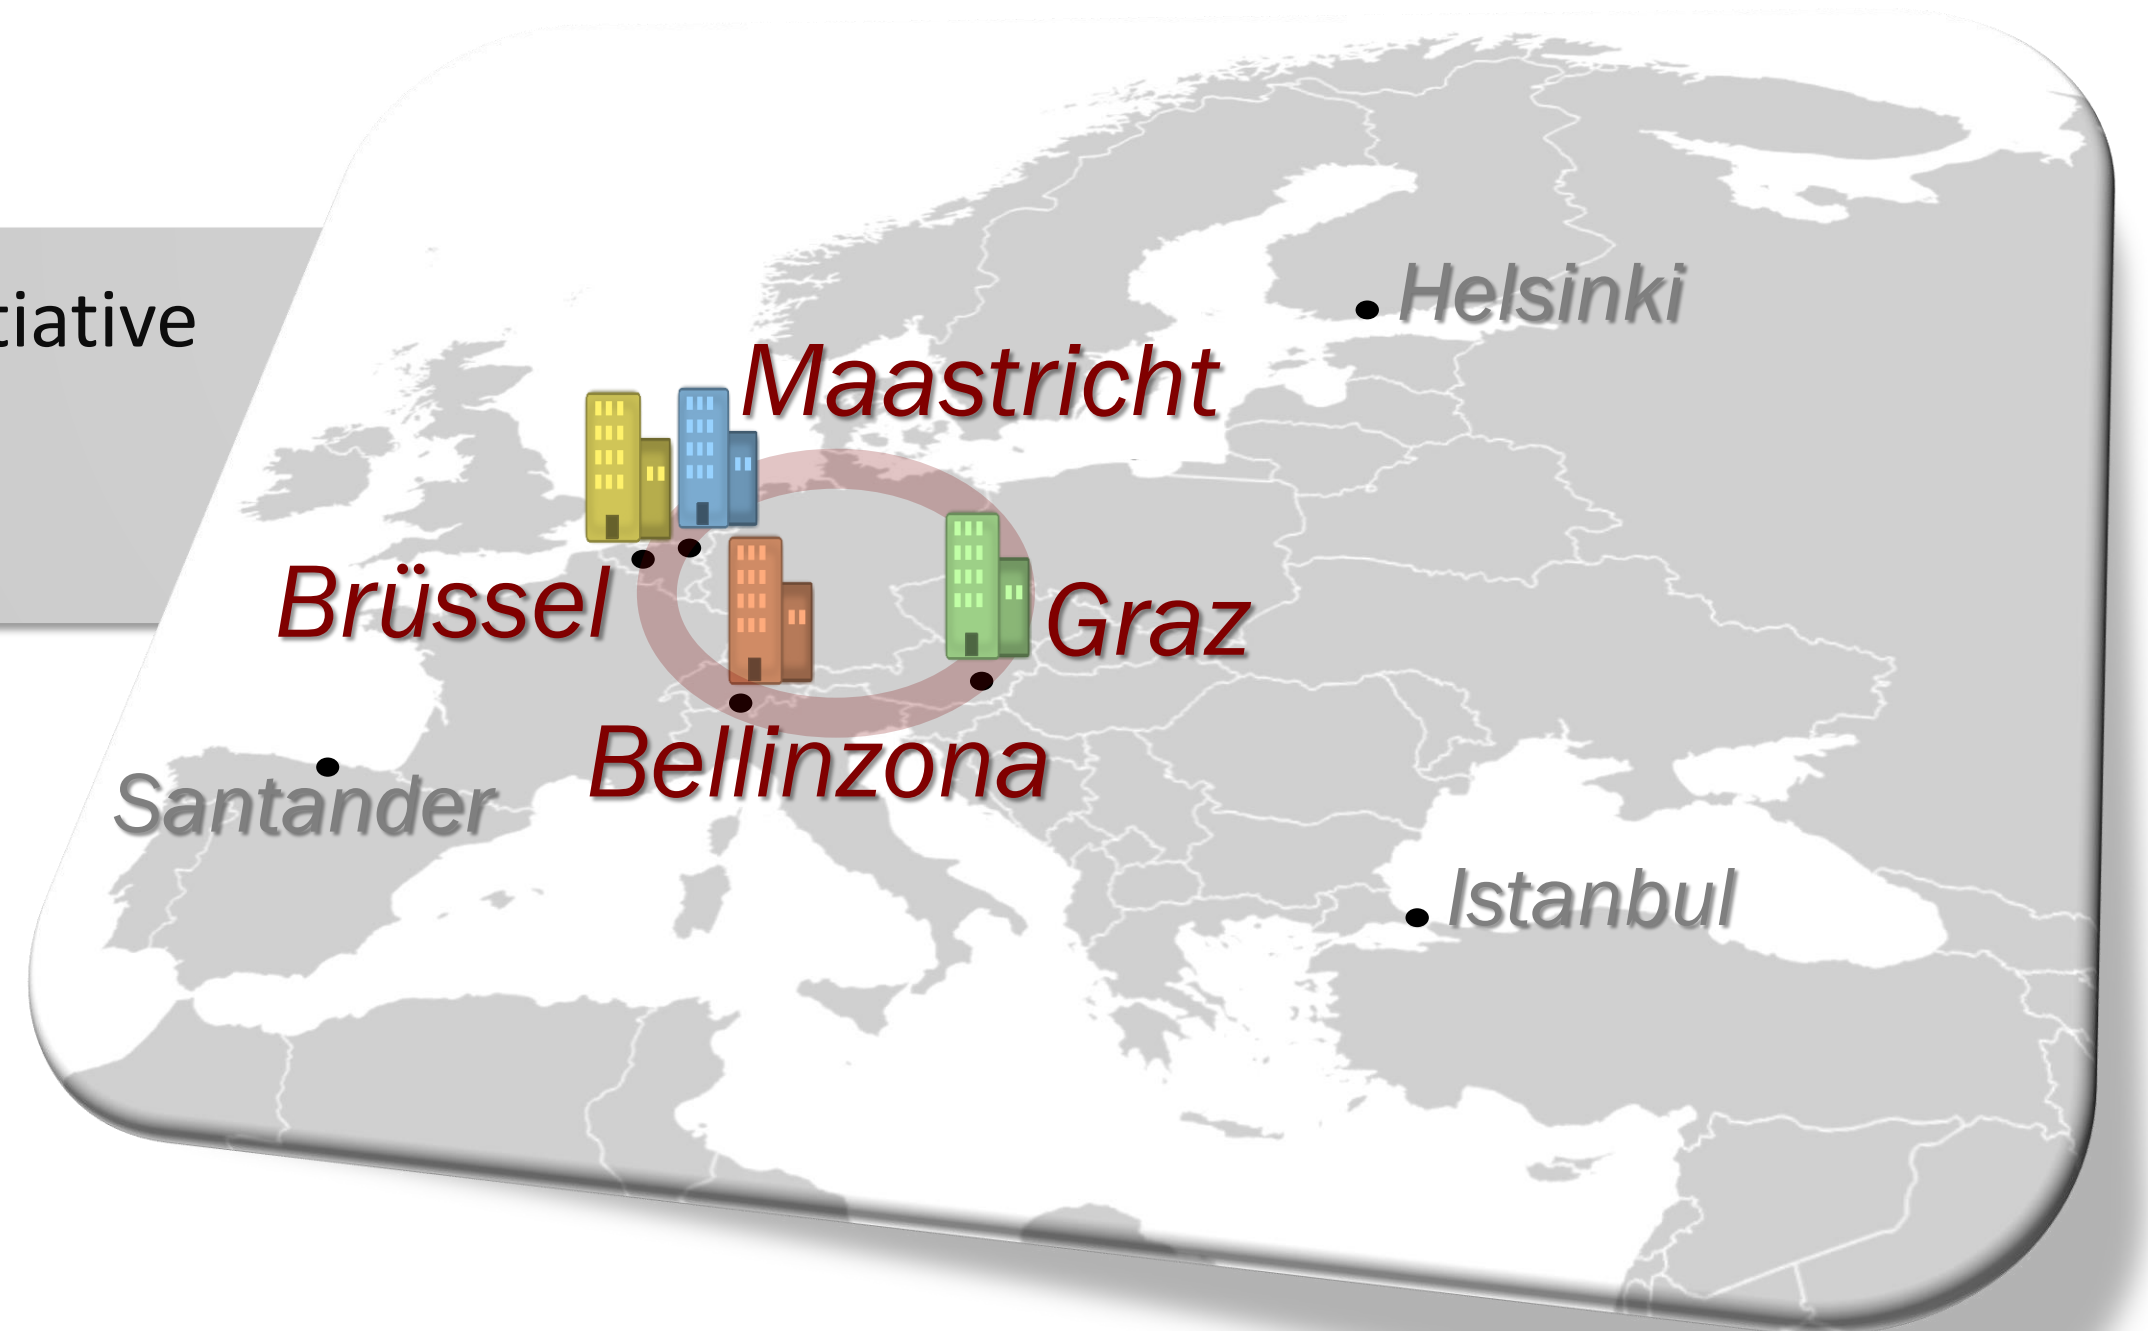 tiative
Helsinki
Maastricht
Brüssel
Graz
Bellinzona
Santander
Istanbul